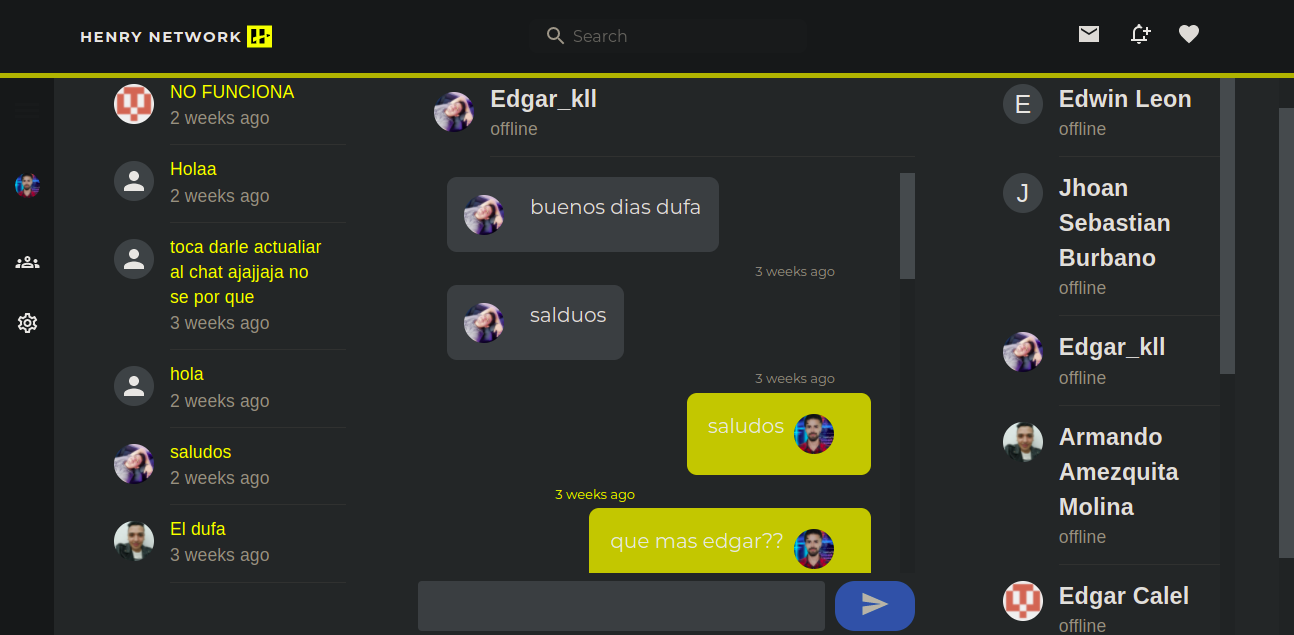 HENRY NETWORK
Search
NO FUNCIONA
2 weeks ago
Holaa
2 weeks ago
toca darle actualiar
al chat ajajjaja no
se por que
3 weeks ago
hola
2 weeks ago
saludos
2 weeks ago
El dufa
3 weeks ago
Edgar_kll
offline
buenos dias dufa
3 weeks ago
salduos
3 weeks ago
saludos
3 weeks ago
que mas edgar??
E
Edwin Leon
offline
J
Jhoan
Sebastian
Burbano
offline
Edgar_kll
offline
Armando
Amezquita
Molina
offline
Edgar Calel
offline